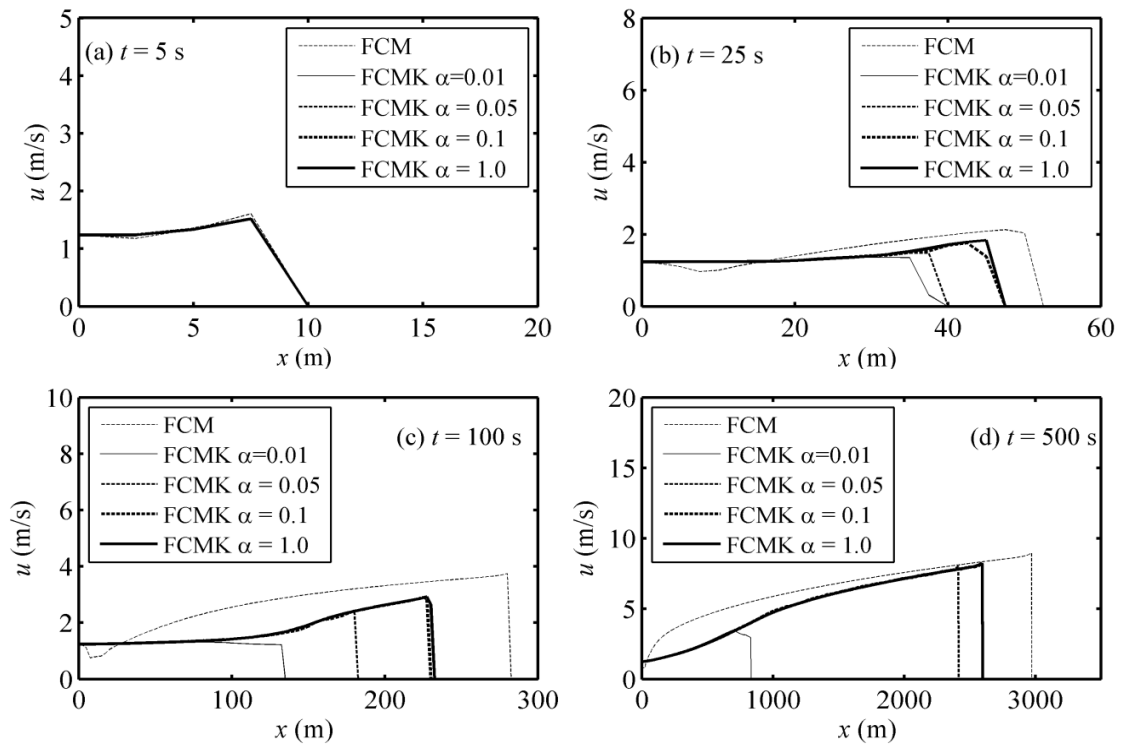 (a) t = 5 s
FCM
FCMK α=0.01
FCMK α = 0.05
FCMK α = 0.1
FCMK α = 1.0
u (m/s)
5
4
3
2
1
0
0 5 10 15 20
x (m)
(b) t = 25 s
FCM
FCMK α=0.01
FCMK α = 0.05
FCMK α = 0.1
FCMK α = 1.0
u (m/s)
8
6
4
2
0
0 20 40 60
x (m)
(c) t = 100 s
FCM
FCMK α=0.01
FCMK α = 0.05
FCMK α = 0.1
FCMK α = 1.0
u (m/s)
10
8
6
4
2
0
0 100 200 300
x (m)
(d) t = 500 s
FCM
FCMK α=0.01
FCMK α = 0.05
FCMK α = 0.1
FCMK α = 1.0
u (m/s)
20
15
10
5
0
0 1000 2000 3000
x (m)